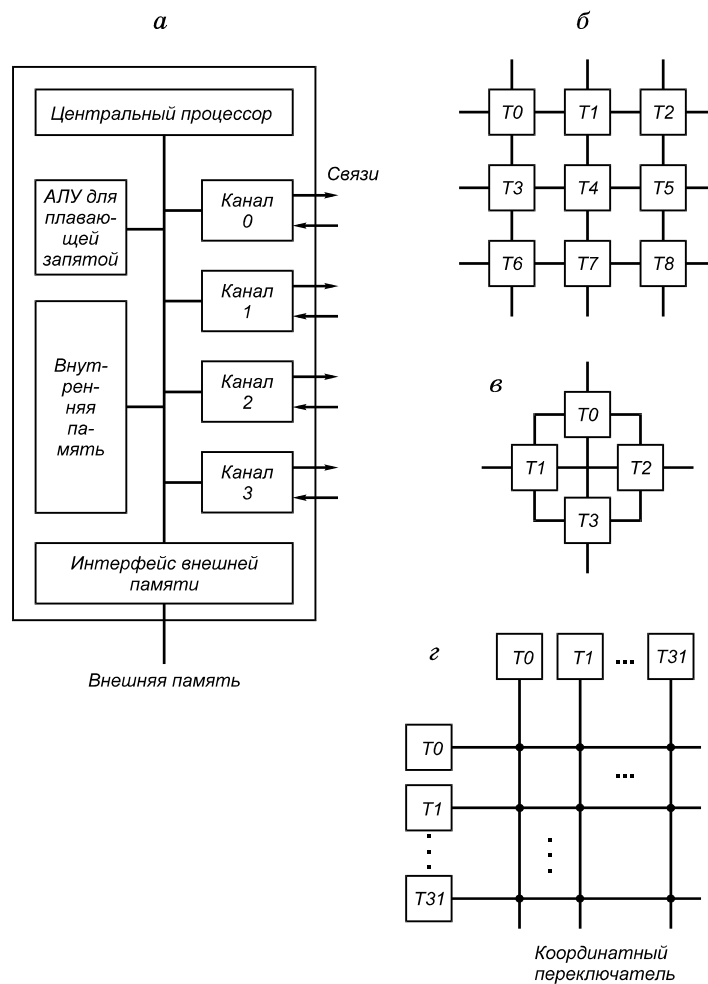 а
Центральный процессор
АЛУ для
плаваю-
щей
запятой
Внут-
рен-
няя
па-
мять
Связи
Канал
0
Канал
1
Канал
2
Канал
3
Интерфейс внешней
памяти
Внешняя память
б
T0 T1 T2
T3 T4 T5
T6 T7 T8
в
T0
T1 T2
T3
г
T0 T1 ... T31
T0
...
T1
T31
Координатный
переключатель